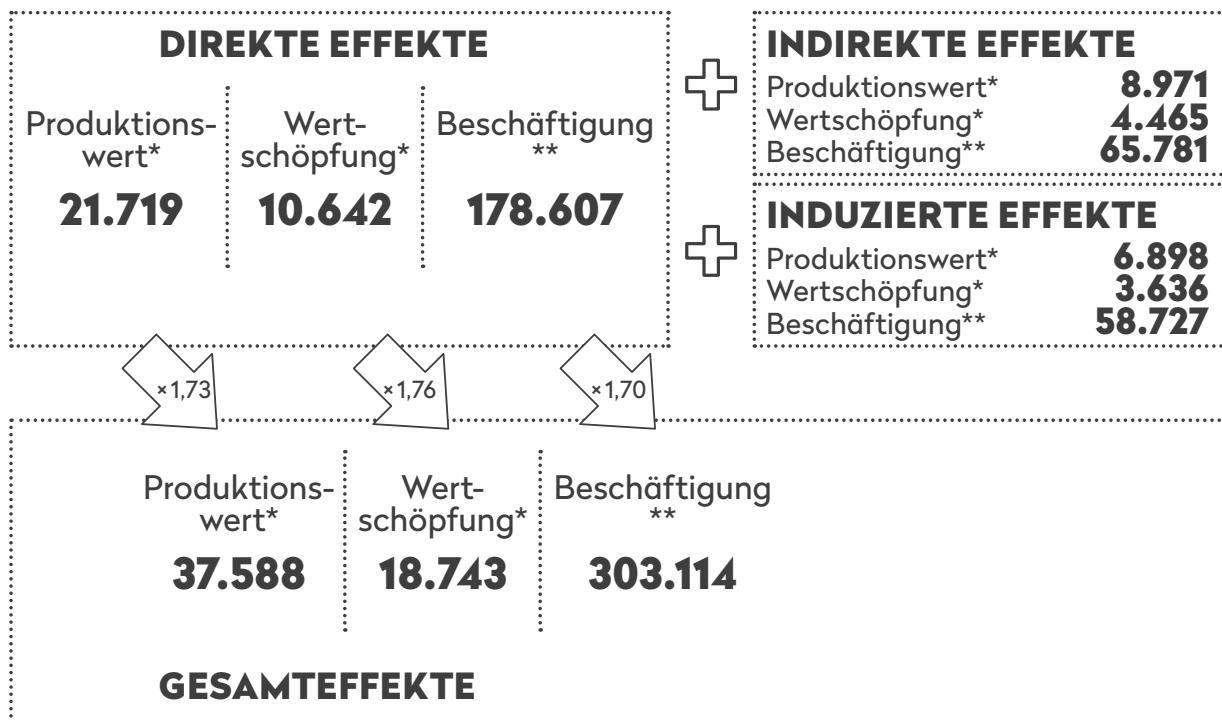 DIREKTE EFFEKTE
Produktions-
wert*
21.719
Wert-
schöpfung*
10.642
Beschäftigung
**
178.607
INDIREKTE EFFEKTE
Produktionswert* 8.971
Wertschöpfung* 4.465
Beschäftigung** 65.781
INDUZIERTE EFFEKTE
Produktionswert* 6.898
Wertschöpfung* 3.636
Beschäftigung** 58.727
×1,73
×1,76
×1,70
Produktions-
wert*
37.588
Wert-
schöpfung*
18.743
Beschäftigung
**
303.114
GESAMTEFFEKTE